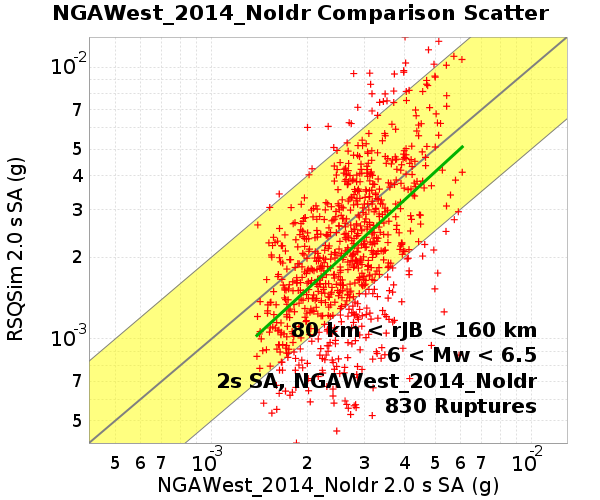 NGAWest_2014_NoIdr Comparison Scatter
RSQSim 2.0 s SA (g)
10-2
7
5
4
3
2
10-3
7
5
80 km < rJB < 160 km
6 < Mw < 6.5
2s SA, NGAWest_2014_NoIdr
830 Ruptures
5 6 7 10-3 2 3 4 5 6 7 10-2
NGAWest_2014_NoIdr 2.0 s SA (g)